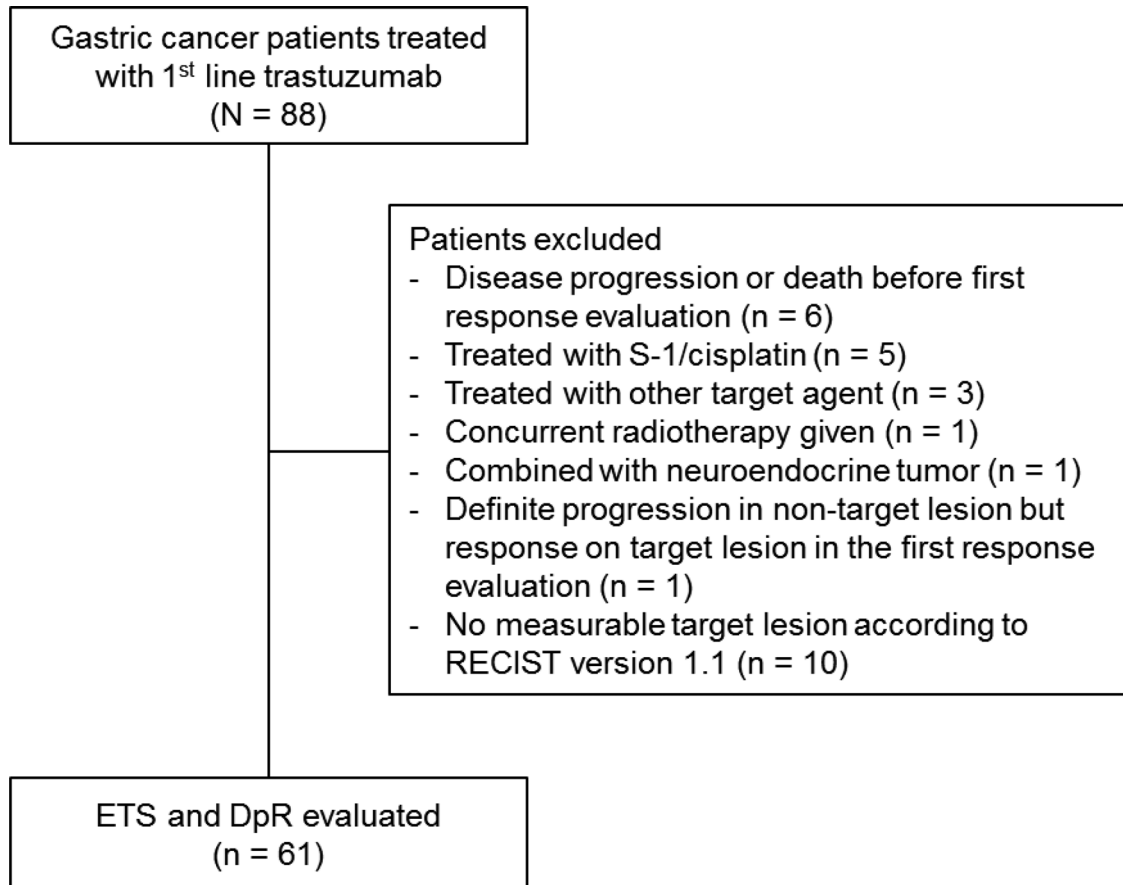 Gastric cancer patients treated
with 1st line trastuzumab
(N = 88)
Patients excluded
- Disease progression or death before first
response evaluation (n = 6)
- Treated with S-1/cisplatin (n = 5)
- Treated with other target agent (n = 3)
- Concurrent radiotherapy given (n = 1)
- Combined with neuroendocrine tumor (n = 1)
- Definite progression in non-target lesion but
response on target lesion in the first response
evaluation (n = 1)
- No measurable target lesion according to
RECIST version 1.1 (n = 10)
ETS and DpR evaluated
(n = 61)